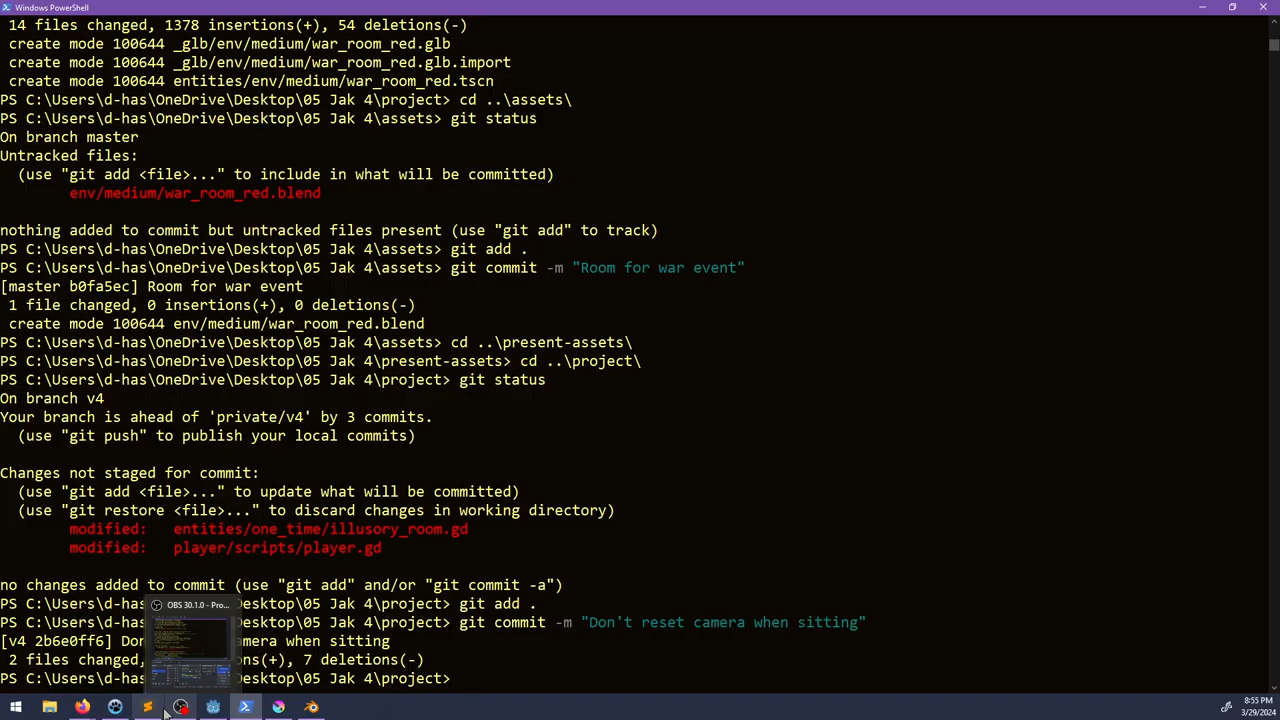 Windows PowerShell
14 files changed, 1378 insertions(+), 54 deletions(-)
create mode 100644 _glb/env/medium/war_room_red.glb
create mode 100644 _glb/env/medium/war_room_red.glb.import
create mode 100644 entities/env/medium/war_room_red.tscn
PS C:\Users\d-has\OneDrive\Desktop\05 Jak 4\project> cd ..\assets\
PS C:\Users\d-has\OneDrive\Desktop\05 Jak 4\assets> git status
On branch master
Untracked files:
(use "git add <file>..." to include in what will be committed)
env/medium/war_room_red.blend
nothing added to commit but untracked files present (use "git add" to track)
PS C:\Users\d-has\OneDrive\Desktop\05 Jak 4\assets> git add .
PS C:\Users\d-has\OneDrive\Desktop\05 Jak 4\assets> git commit -m "Room for war event"
[master b0fa5ec] Room for war event
1 file changed, 0 insertions(+), 0 deletions(-)
create mode 100644 env/medium/war_room_red.blend
PS C:\Users\d-has\OneDrive\Desktop\05 Jak 4\assets> cd ..\present-assets\
PS C:\Users\d-has\OneDrive\Desktop\05 Jak 4\present-assets> cd ..\project\
PS C:\Users\d-has\OneDrive\Desktop\05 Jak 4\project> git status
On branch v4
Your branch is ahead of 'private/v4' by 3 commits.
(use "git push" to publish your local commits)
Changes not staged for commit:
(use "git add <file>..." to update what will be committed)
(use "git restore <file>..." to discard changes in working directory)
modified: entities/one_time/illusory_room.gd
modified: player/scripts/player.gd
no changes added to commit (use "git add" and/or "git commit -a")
PS C:\Users\d-has OBS 30.1.0 - Pro... esktop\05 Jak 4\project> git add .
PS C:\Users\d-has esktop\05 Jak 4\project> git commit -m "Don't reset camera when sitting"
[v4 2b6e0ff6] Do amera when sitting
2 files changed, (+), 7 deletions(-)
PS C:\Users\d-has esktop\05 Jak 4\project>
8:55 PM
3/29/2024